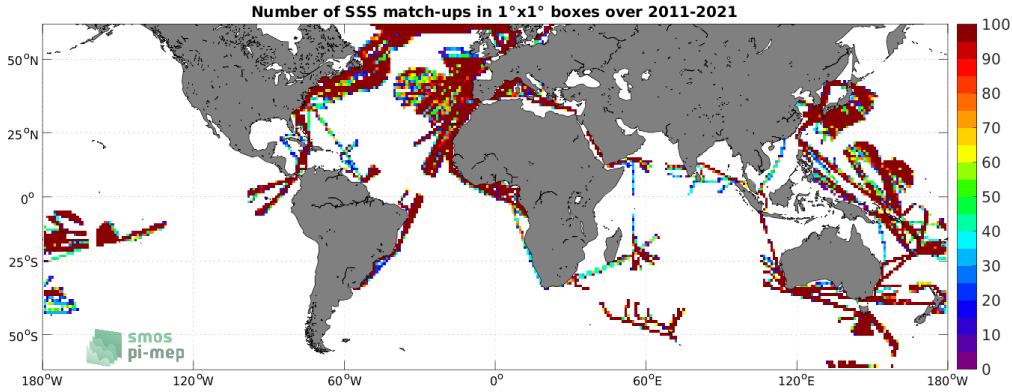 Number of SSS match-ups in 1°x1° boxes over 2011-2021
100
90
80
70
60
50
40
30
20
10
0
50°N
25°N
0°
25°S
50°S
smos
pi-mep
180°W
120°W
60°W
0°
60°E
120°E
180°W